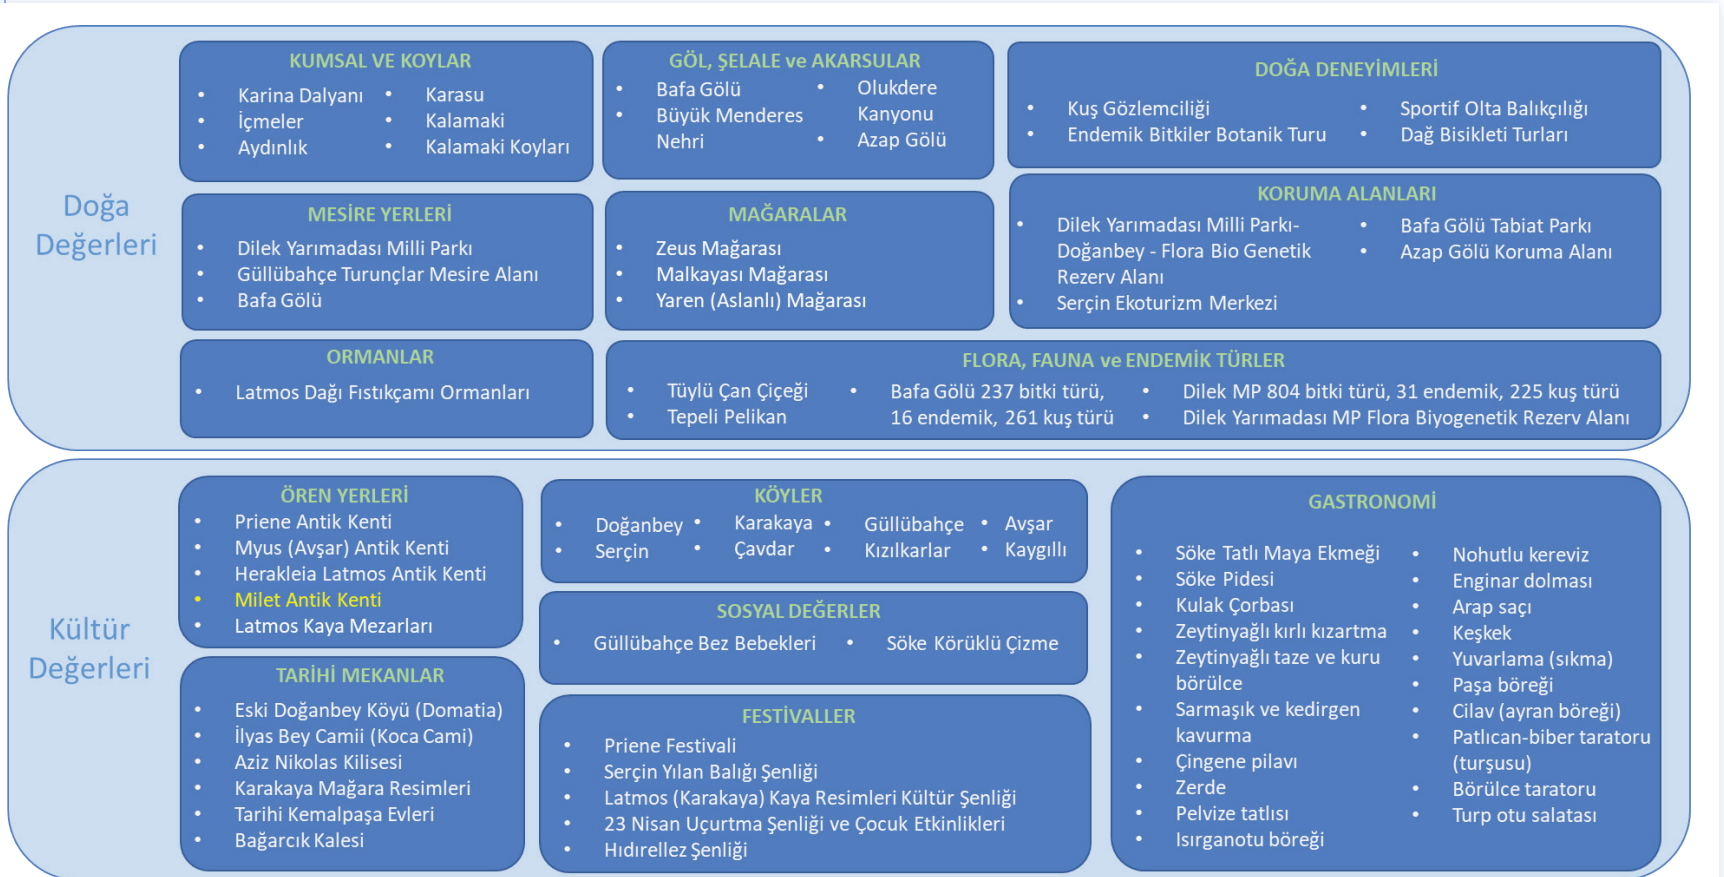 Doğa
Değerleri
KUMSAL VE KOYLAR
• Karina Dalyanı
• İçmeler
• Aydınlık
• Karasu
• Kalamaki
• Kalamaki Koyları
GÖL, ŞELALE ve AKARSULAR
• Bafa Gölü
• Büyük Menderes
Nehri
• Olukdere
Kanyonu
• Azap Gölü
DOĞA DENEYİMLERİ
• Kuş Gözlemciliği
• Endemik Bitkiler Botanik Turu
• Sportif Olta Balıkçılığı
• Dağ Bisikleti Turları
MESİRE YERLERİ
• Dilek Yarımadası Milli Parkı
• Güllübahçe Turunçlar Mesire Alanı
• Bafa Gölü
MAĞARALAR
• Zeus Mağarası
• Malkayası Mağarası
• Yaren (Aslanlı) Mağarası
KORUMA ALANLARI
• Dilek Yarımadası Milli Parkı-
Doğanbey - Flora Bio Genetik
Rezerv Alanı
• Serçin Ekoturizm Merkezi
• Bafa Gölü Tabiat Parkı
• Azap Gölü Koruma Alanı
ORMANLAR
• Latmos Dağı Fıstıkçamı Ormanları
FLORA, FAUNA ve ENDEMİK TÜRLER
• Tüylü Çan Çiçeği
• Tepeli Pelikan
• Bafa Gölü 237 bitki türü,
16 endemik, 261 kuş türü
• Dilek MP 804 bitki türü, 31 endemik, 225 kuş türü
• Dilek Yarımadası MP Flora Biyogenetik Rezerv Alanı
Kültür
Değerleri
ÖREN YERLERİ
• Priene Antik Kenti
• Myus (Avşar) Antik Kenti
• Herakleia Latmos Antik Kenti
• Milet Antik Kenti
• Latmos Kaya Mezarları
TARİHİ MEKANLAR
• Eski Doğanbey Köyü (Domatia)
• İlyas Bey Camii (Koca Cami)
• Aziz Nikolas Kilisesi
• Karakaya Mağara Resimleri
• Tarihi Kemalpaşa Evleri
• Bağarcık Kalesi
KÖYLER
• Doğanbey
• Serçin
• Karakaya
• Çavdar
• Güllübahçe
• Kızılkarlar
• Avşar
• Kaygıllı
SOSYAL DEĞERLER
• Güllübahçe Bez Bebekleri
• Söke Körüklü Çizme
FESTİVALLER
• Priene Festivali
• Serçin Yılan Balığı Şenliği
• Latmos (Karakaya) Kaya Resimleri Kültür Şenliği
• 23 Nisan Uçurtma Şenliği ve Çocuk Etkinlikleri
• Hıdırellez Şenliği
GASTRONOMİ
• Söke Tatlı Maya Ekmeği
• Söke Pidesi
• Kulak Çorbası
• Zeytinyağlı kırlı kızartma
• Zeytinyağlı taze ve kuru
börülce
• Sarmaşık ve kedirgen
kavurma
• Çingene pilavı
• Zerde
• Pelvize tatlısı
• Isırganotu böreği
• Nohutlu kereviz
• Enginar dolması
• Arap saçı
• Keşkek
• Yuvarlama (sıkma)
• Paşa böreği
• Cilav (ayran böreği)
• Patlıcan-biber taratoru
(turşusu)
• Börülce taratoru
• Turp otu salatası